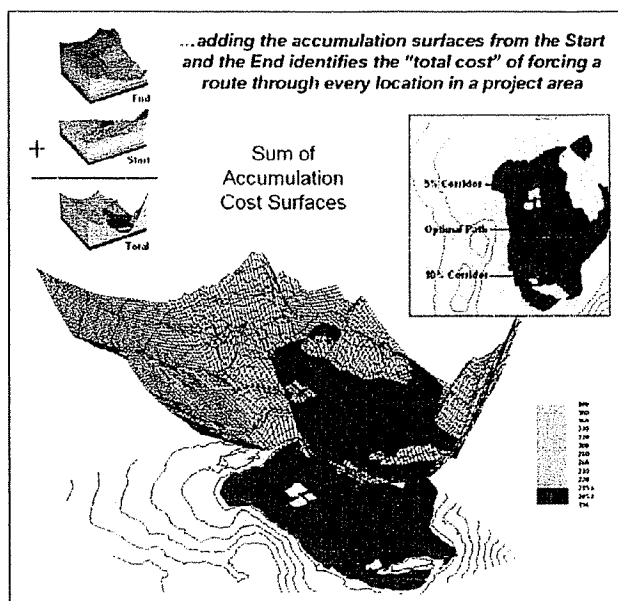 ...adding the accumulation surfaces from the Start
and the End identifies the "total cost" of forcing a
route through every location in a project area
End
+
Start
Total
Sum of
Accumulation
Cost Surfaces
5% Corridor
Optimal Path
10% Corridor